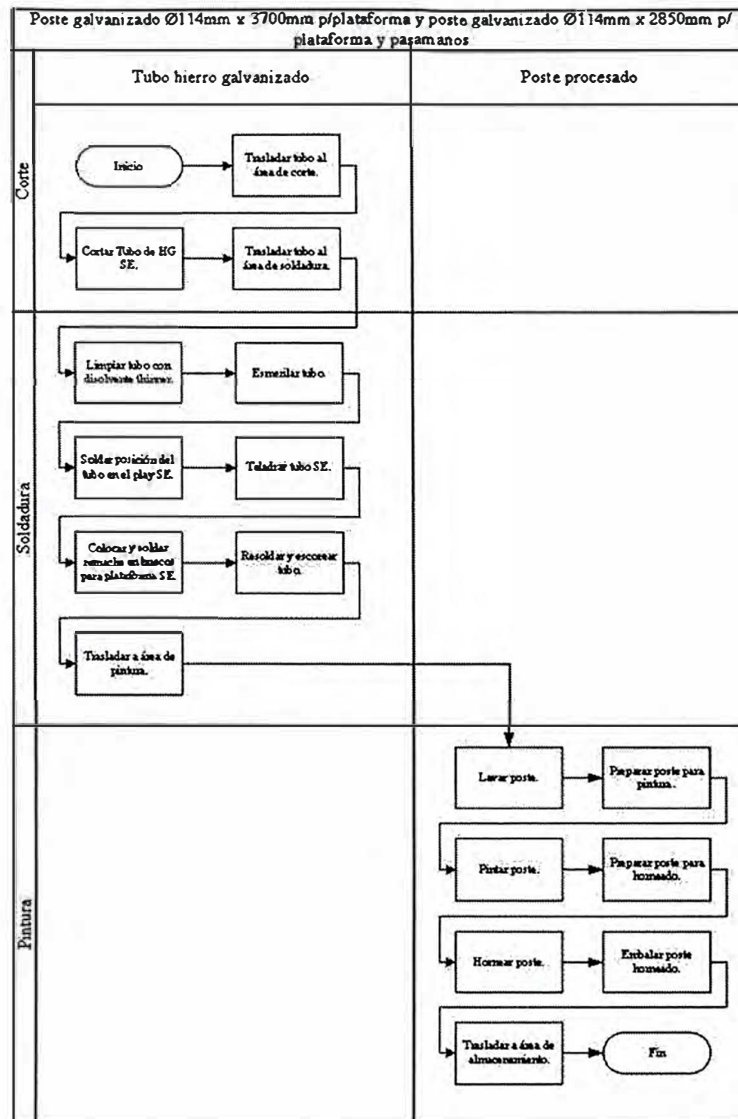 Poste galvanizado Ø114mm x 3700mm p/plataforma y poste galvanizado Ø114mm x 2850mm p/
plataforma y pasamanos
Tubo hierro galvanizado
Poste procesado
Corte
Inicio
Trasladar tubo al
área de corte.
Cortar Tubo de HG
SE.
Trasladar tubo al
área de soldadura.
Soldadura
Limpiar tubo con
disolvente thinner.
Esmerilar tubo.
Soldar posición del
tubo en el play SE.
Taladrar tubo SE.
Colocar y soldar
remache en huecos
para plataforma SE.
Resoldar y escorear
tubo.
Trasladar a área de
pintura.
Pintura
Lavar poste.
Preparar poste para
pintura.
Pintar poste.
Preparar poste para
horneado.
Hornear poste.
Embalar poste
horneado.
Trasladar a área de
almacenamiento.
Fin